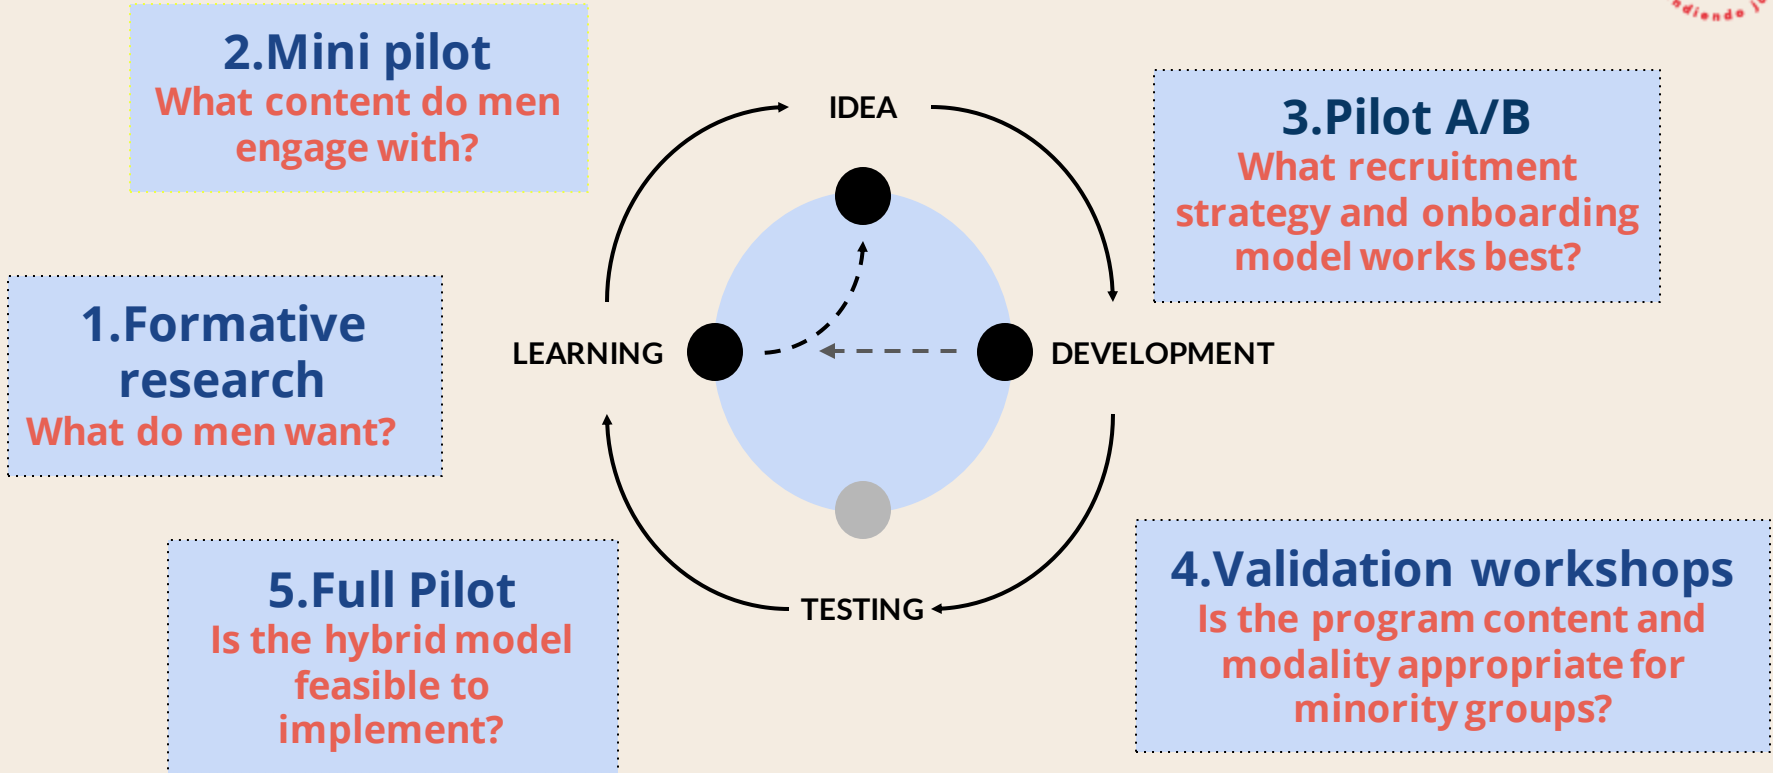 2.Mini pilot
What content do men
engage with?
IDEA
3.Pilot A/B
What recruitment
strategy and onboarding
model works best?
1.Formative
research
What do men want?
LEARNING
DEVELOPMENT
5.Full Pilot
Is the hybrid model
feasible to
implement?
TESTING
4.Validation workshops
Is the program content and
modality appropriate for
minority groups?